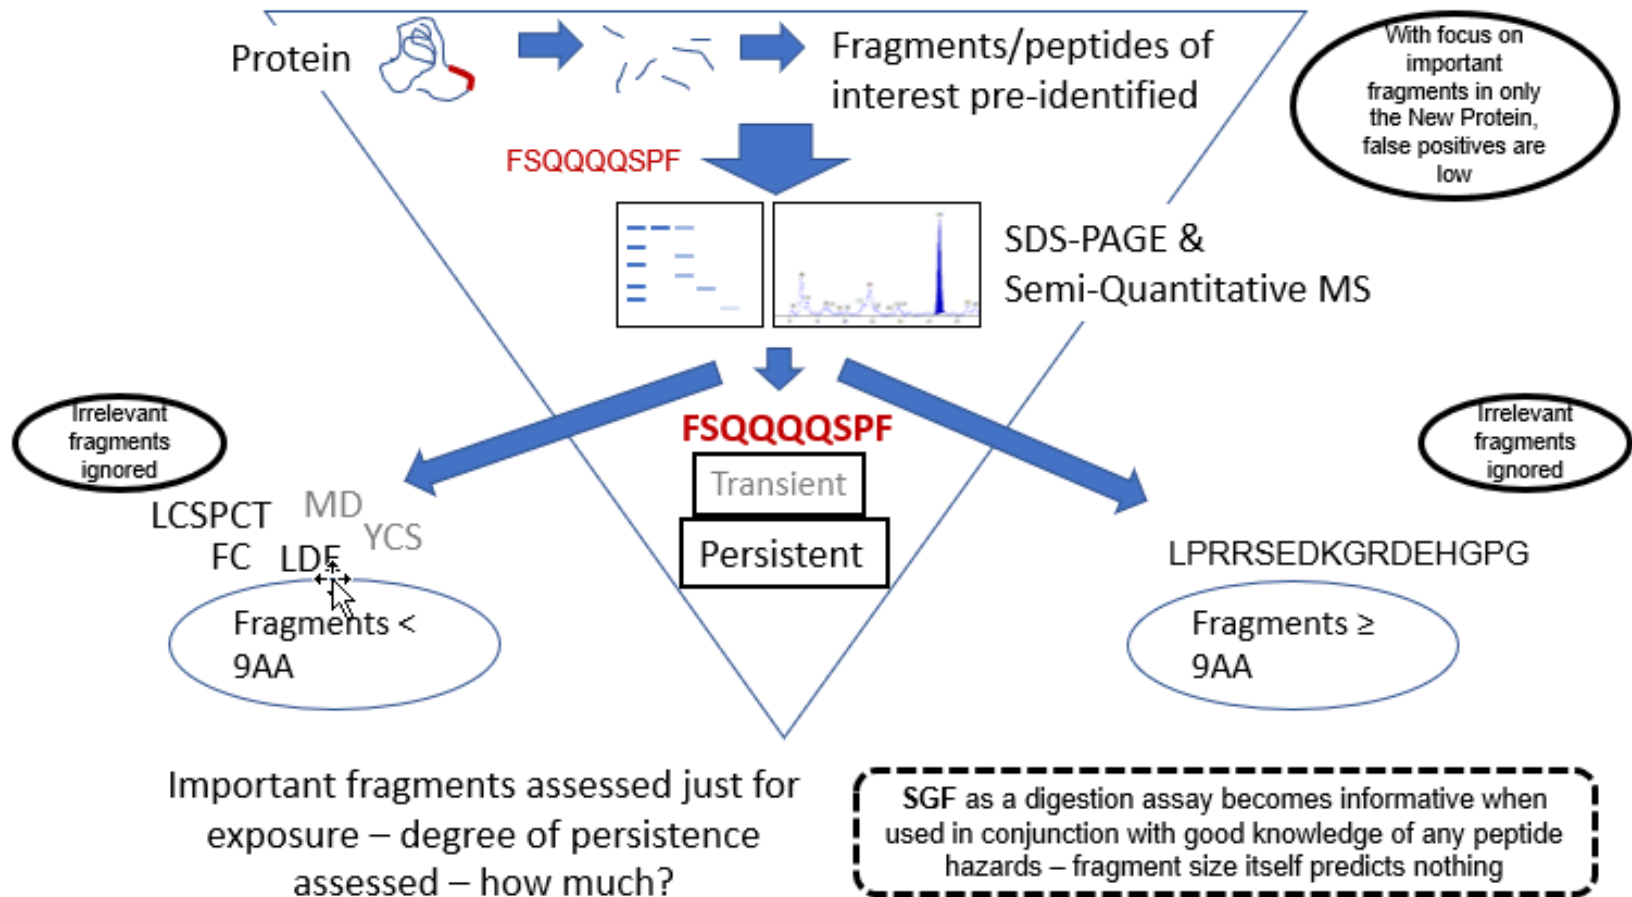 Protein
Fragments/peptides of
interest pre-identified
With focus on
important
fragments in only
the New Protein,
false positives are
low
FSQQQQSPF
SDS-PAGE &
Semi-Quantitative MS
FSQQQQSPF
Transient
Persistent
Irrelevant
fragments
ignored
LCSPCT
MD
YCS
FC
LDF
Fragments <
9AA
Irrelevant
fragments
ignored
LPRRSEDKGRDEHGPG
Fragments ≥
9AA
Important fragments assessed just for
exposure – degree of persistence
assessed – how much?
SGF as a digestion assay becomes informative when
used in conjunction with good knowledge of any peptide
hazards – fragment size itself predicts nothing